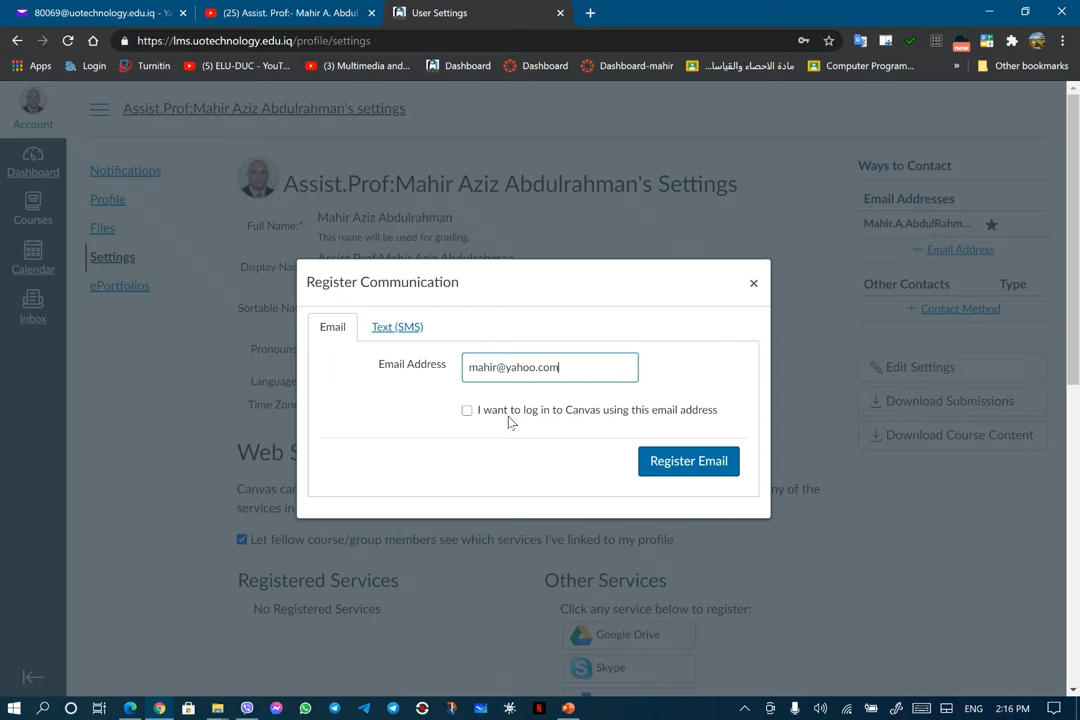 80069@uotechnology.edu.iq - Ya
(25) Assist. Prof:- Mahir A. Abdul
User Settings
https://lms.uotechnology.edu.iq/profile/settings
new
Apps
Login
Turnitin
(5) ELU-DUC - YouT...
(3) Multimedia and...
Dashboard
Dashboard
Dashboard-mahir
مادة الاحصاء والقياسا...
Computer Program...
»
Other bookmarks
Account
Dashboard
Courses
Calendar
Inbox
Assist.Prof:Mahir Aziz Abdulrahman's settings
Notifications
Profile
Files
Settings
ePortfolios
Assist.Prof:Mahir Aziz Abdulrahman's Settings
Full Name:*
Mahir Aziz Abdulrahman
This name will be used for grading.
Display Na
Assist.Prof:Mahir Aziz Abdulrahman
Sortable Na
Pronouns
Language
Time Zon
Web S
Canvas can
ny of the
services in
Let fellow course/group members see which services I've linked to my profile
Registered Services
No Registered Services
Other Services
Click any service below to register:
Google Drive
Skype
Ways to Contact
Email Addresses
Mahir.A.AbdulRahm...
+ Email Address
Other Contacts
Type
+ Contact Method
Edit Settings
Download Submissions
Download Course Content
Register Communication
×
Email
Text (SMS)
Email Address
mahir@yahoo.com
I want to log in to Canvas using this email address
Register Email
ENG
2:16 PM